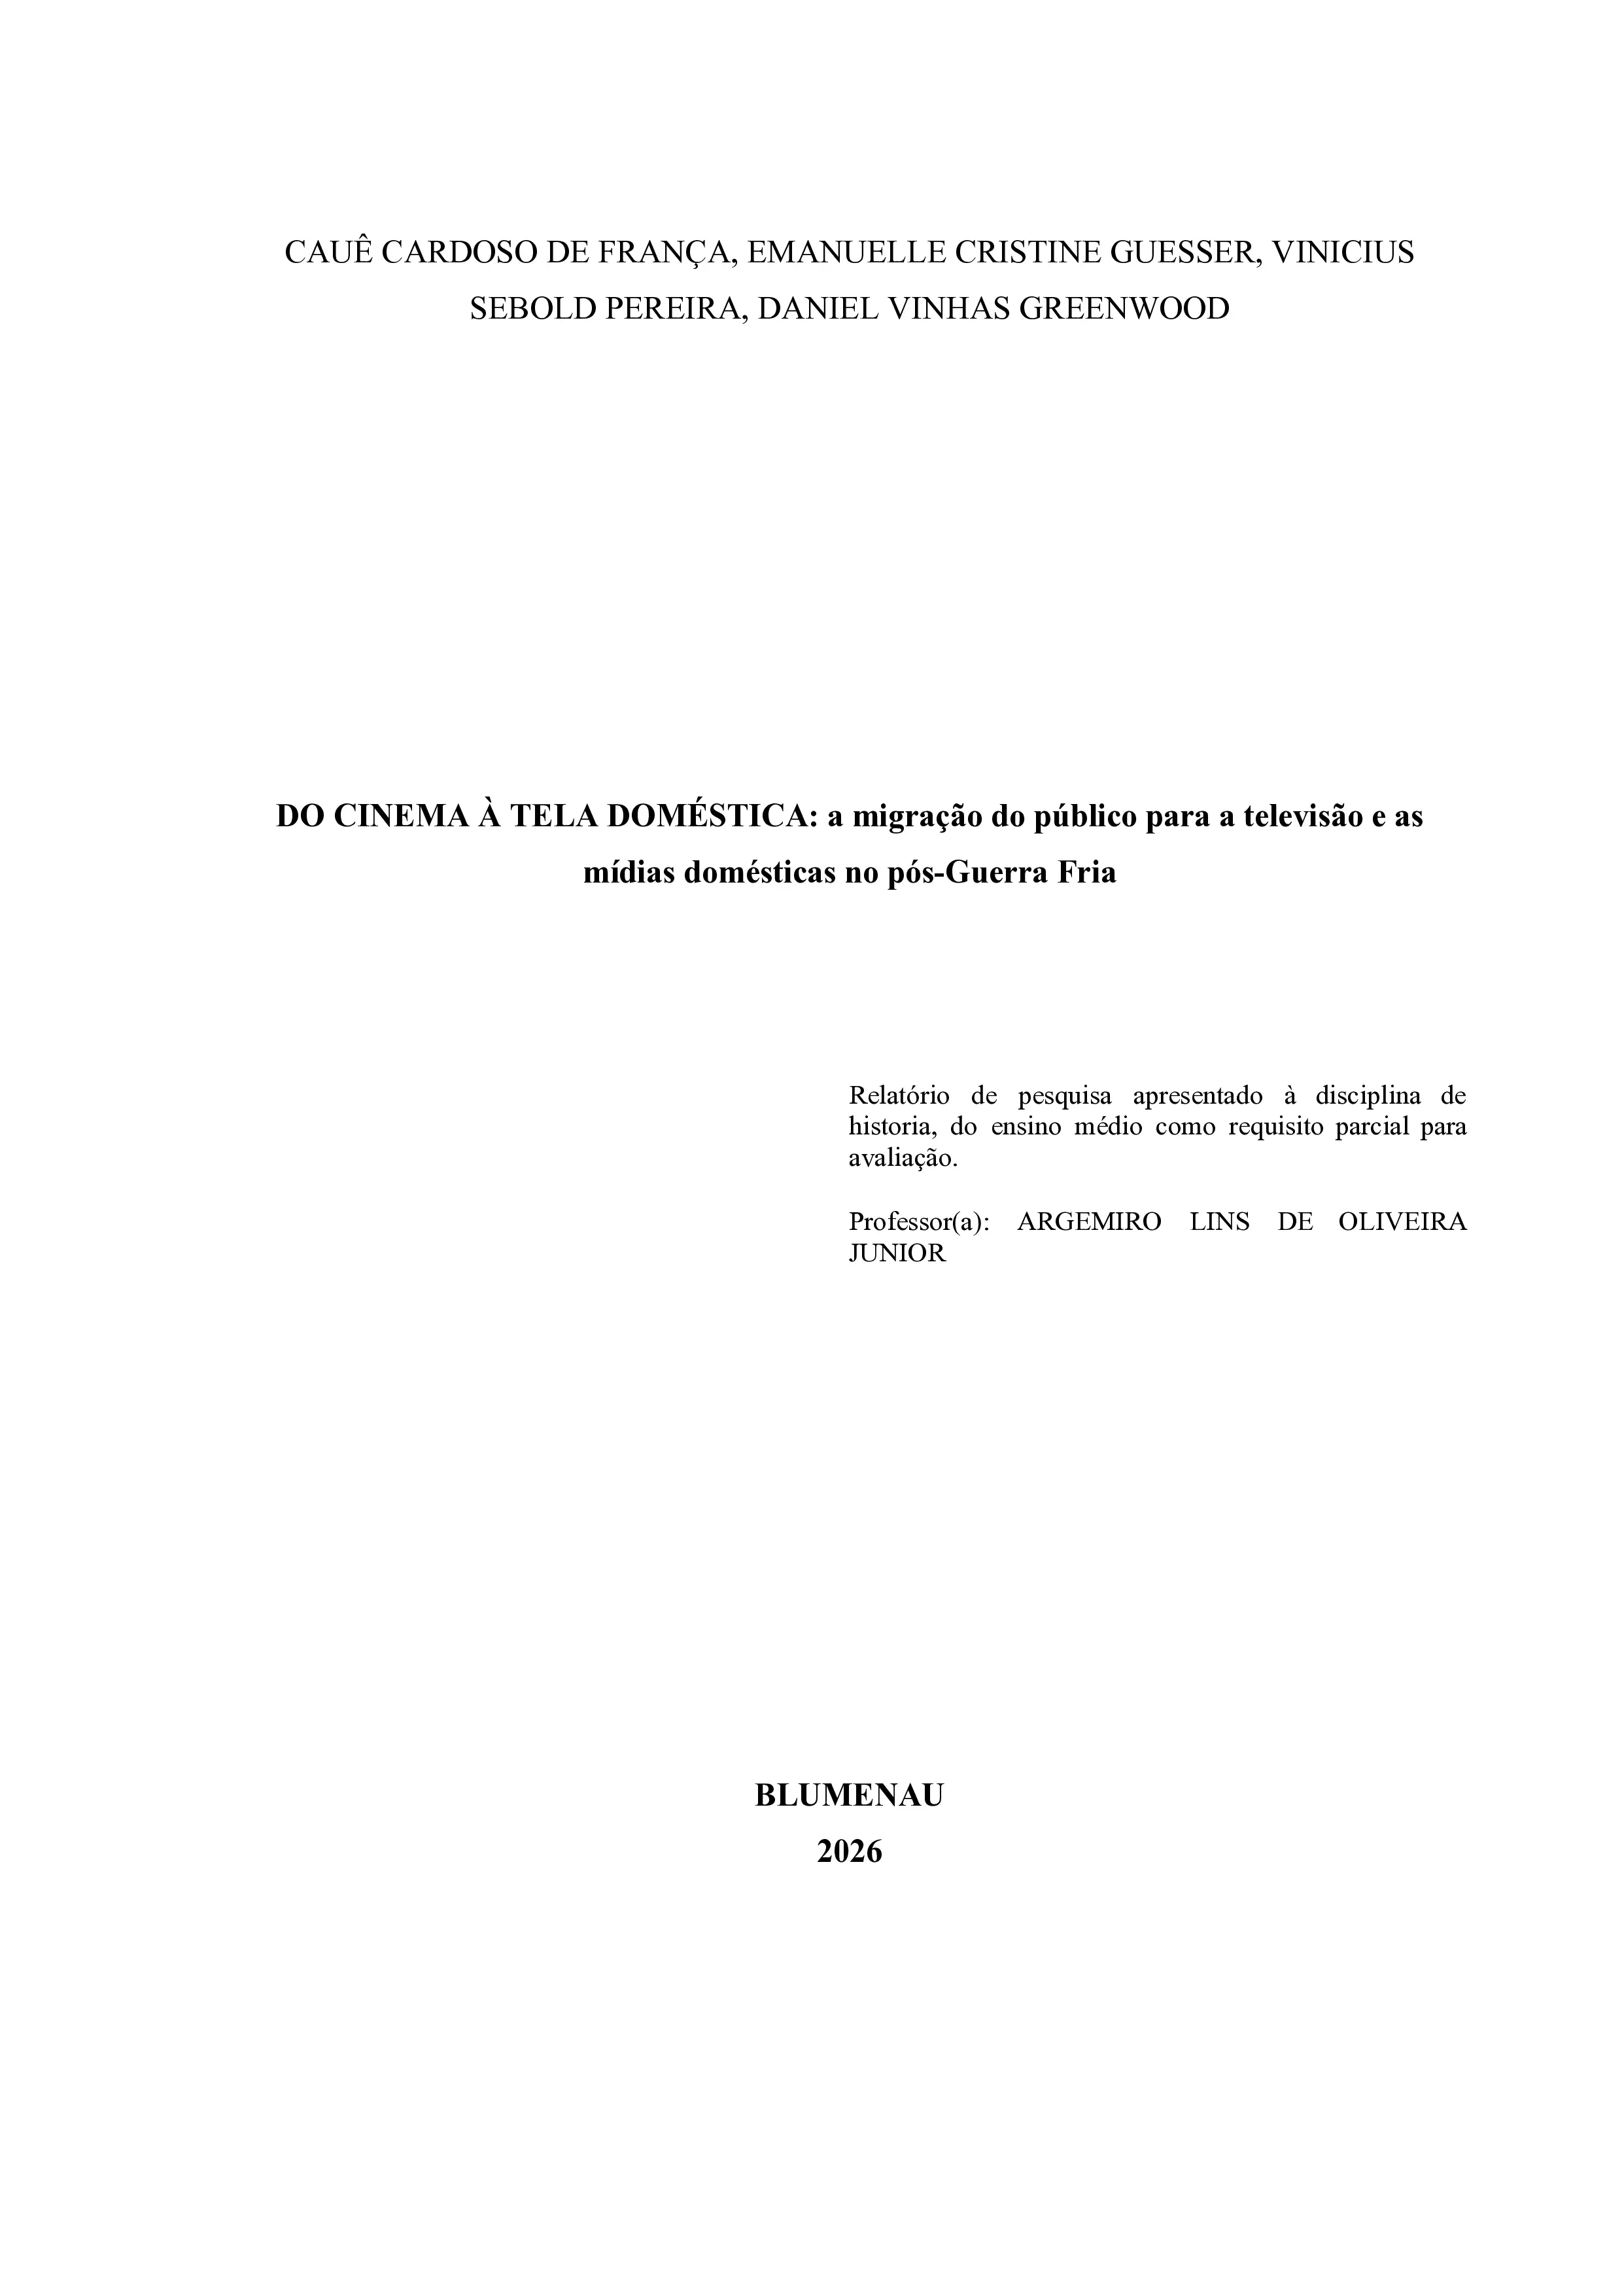 CAUÊ CARDOSO DE FRANÇA, EMANUELLE CRISTINE GUESSER, VINICIUS
SEBOLD PEREIRA, DANIEL VINHAS GREENWOOD
DO CINEMA À TELA DOMÉSTICA: a migração do público para a televisão e as
mídias domésticas no pós-Guerra Fria
Relatório de pesquisa apresentado à disciplina de
historia, do ensino médio como requisito parcial para
avaliação.
Professor(a): ARGEMIRO LINS DE OLIVEIRA
JUNIOR
BLUMENAU
2026